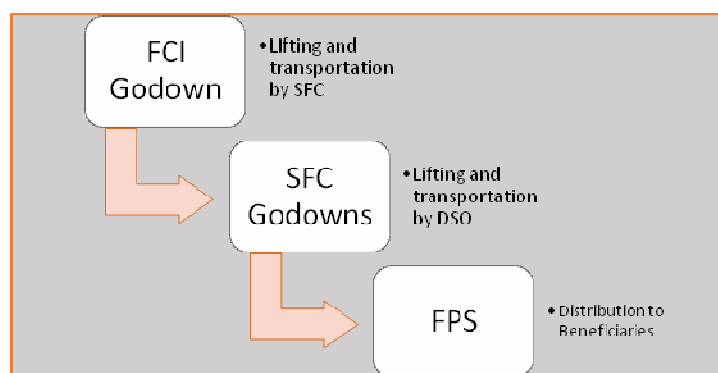 FCI
Godown
• Lifting and
transportation
by SFC
SFC
Godowns
• Lifting and
transportation
by DSO
FPS
• Distribution to
Beneficiaries